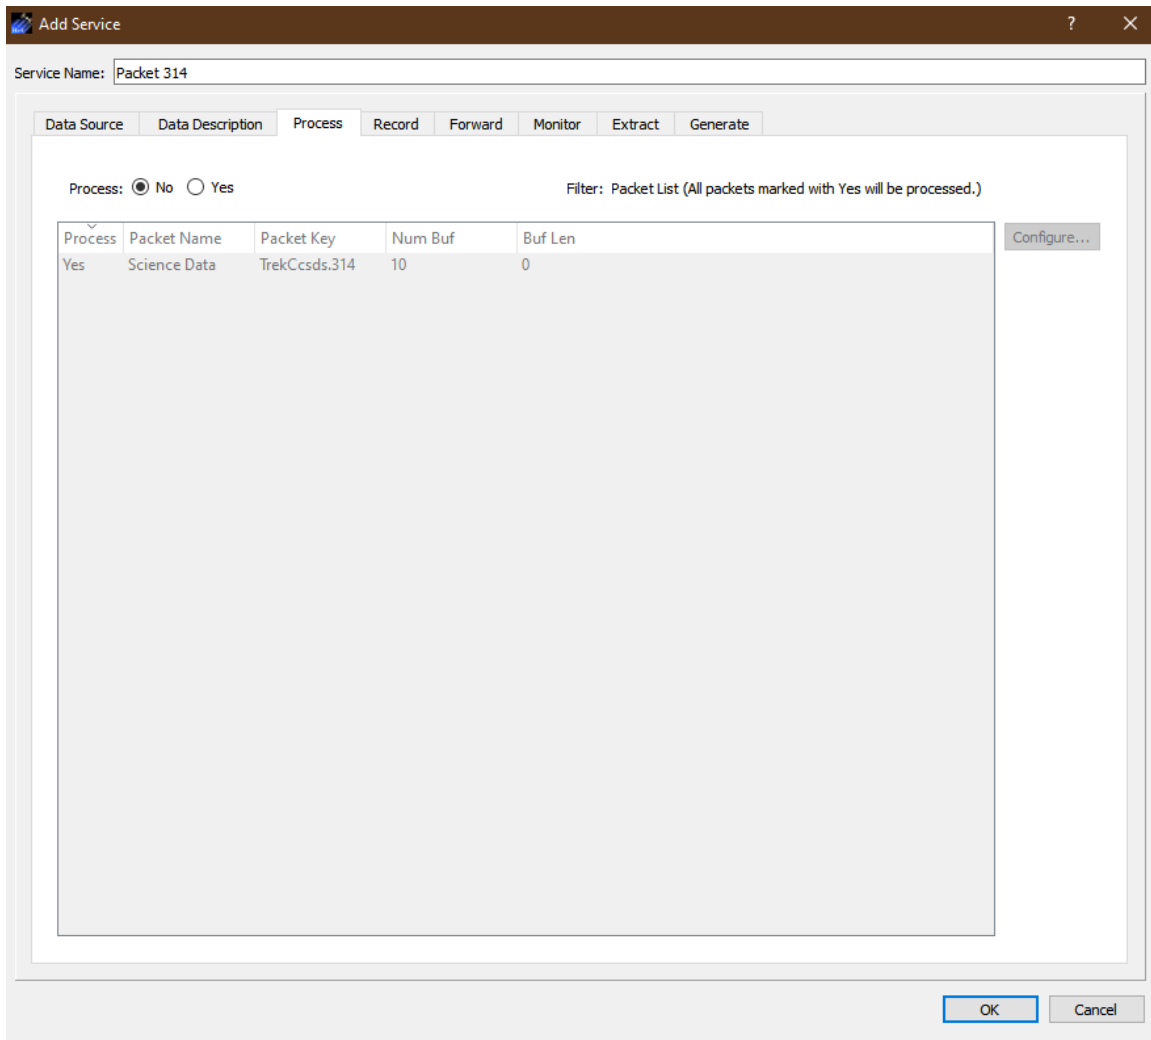 Add Service
?
Service Name: Packet 314
Data Source Data Description Process Record Forward Monitor Extract Generate
Process: No Yes Filter: Packet List (All packets marked with Yes will be processed.)
Process Packet Name Packet Key Num Buf Buf Len Configure...
Yes Science Data TrekCcsds.314 10 0
OK Cancel